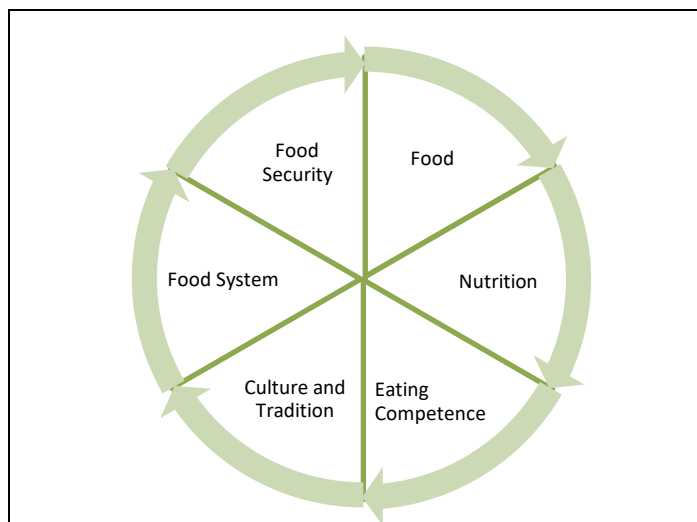 Food
Security
Food
Nutrition
Eating
Competence
Culture and
Tradition
Food System